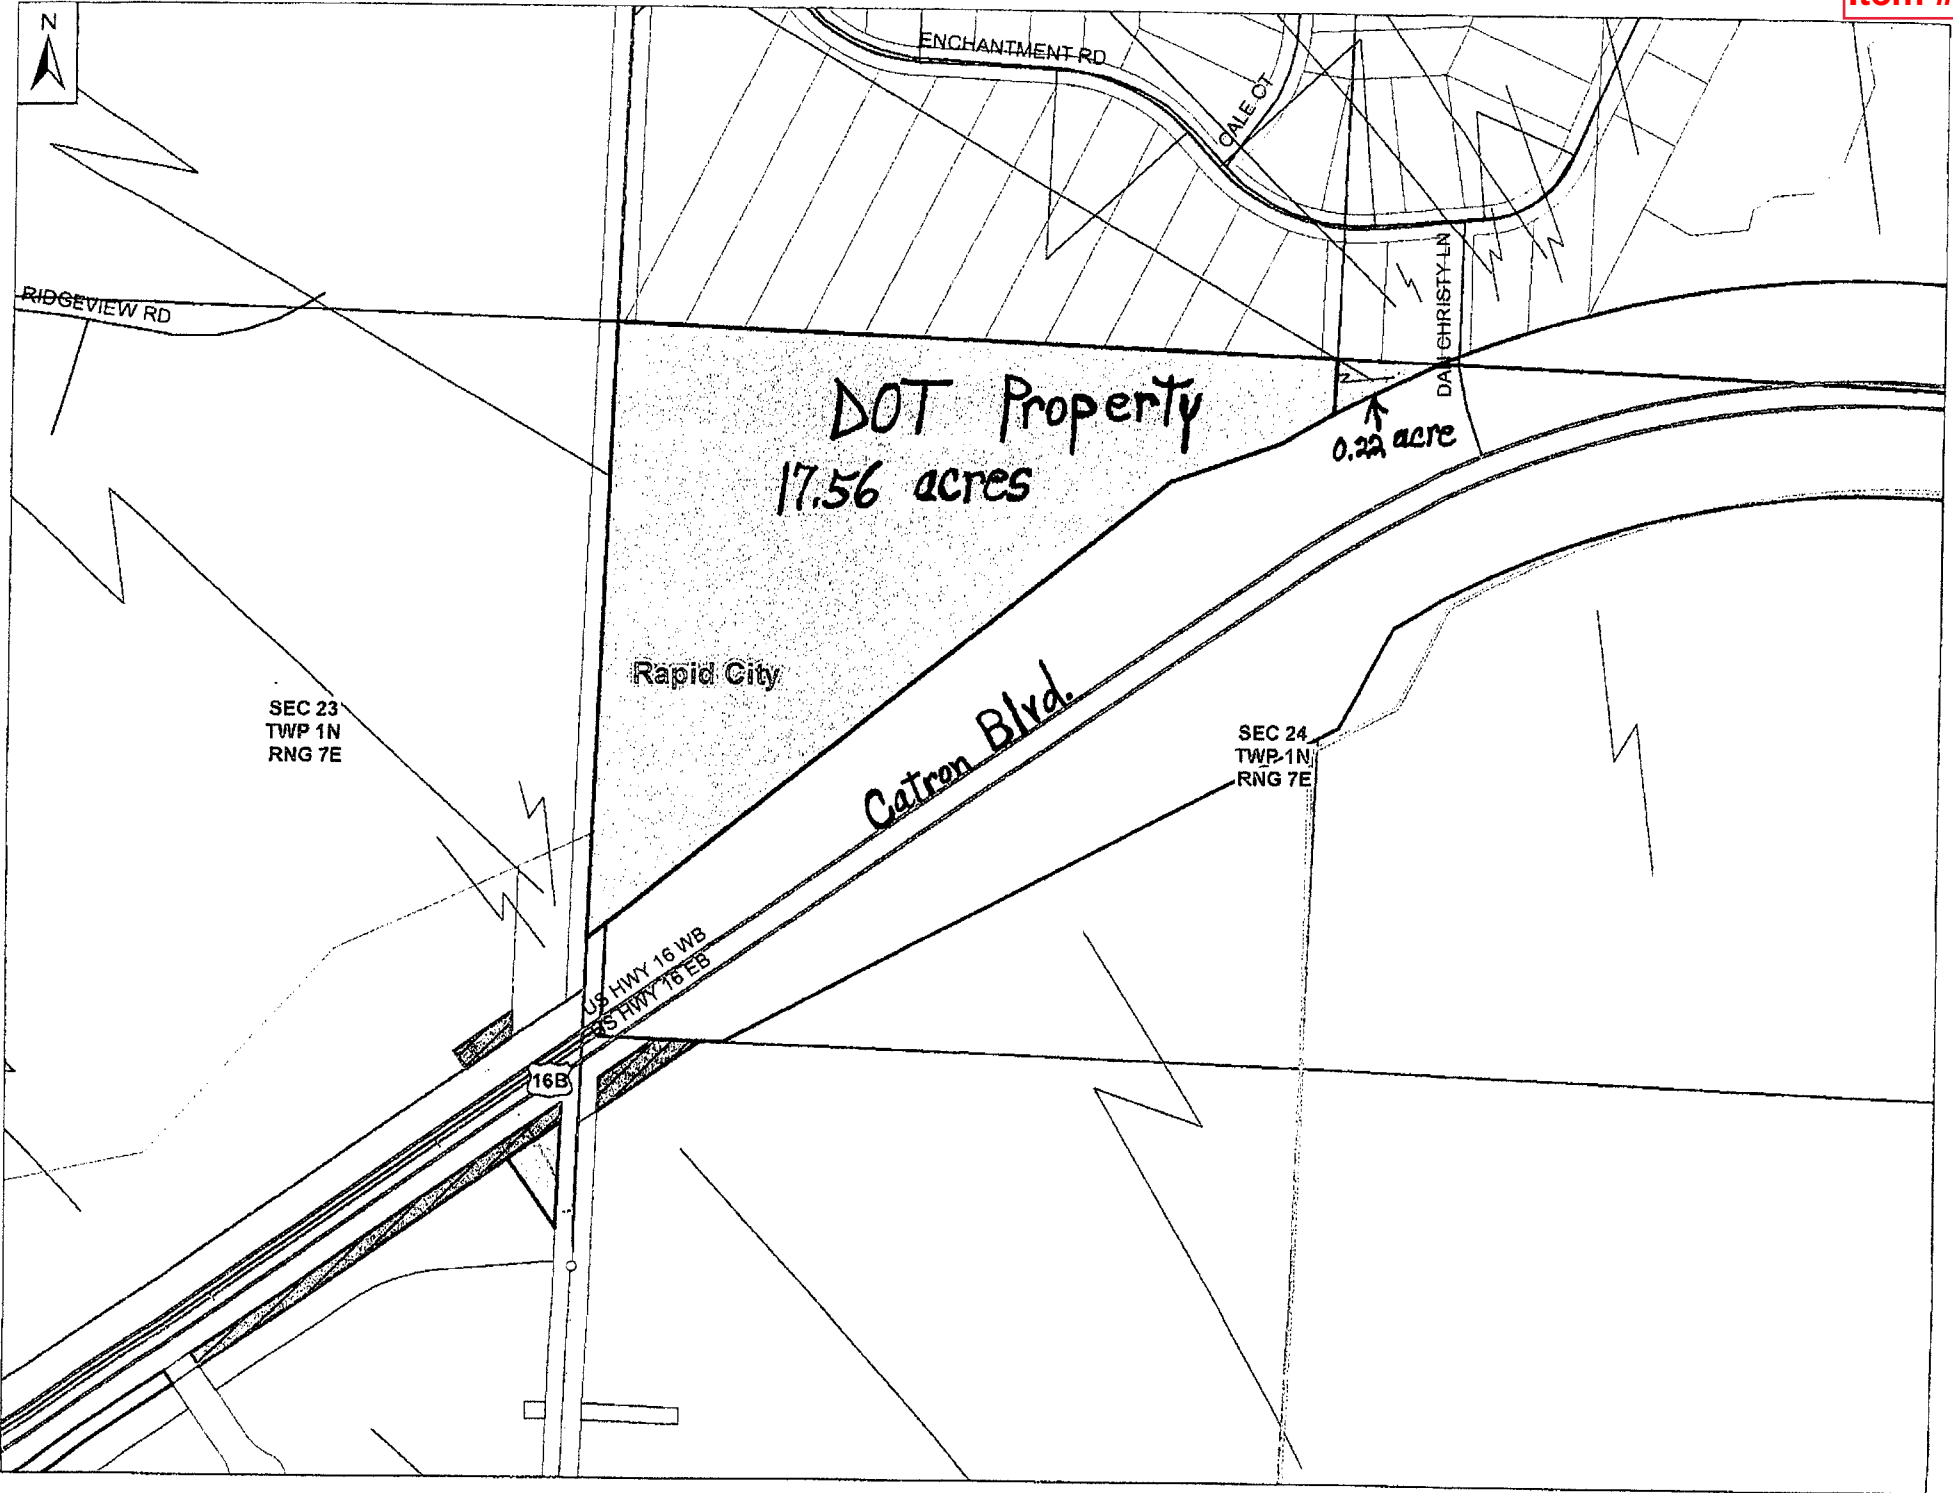 Item #
N
ENCHANTMENT RD
CALE CT
RIDGEVIEW RD
DAN CHRISTY LN
DOT Property
17.56 acres
0.22 acre
Rapid City
SEC 23
TWP 1N
RNG 7E
Catron Blvd.
SEC 24
TWP 1N
RNG 7E
US HWY 16 WB
US HWY 16 EB
16B